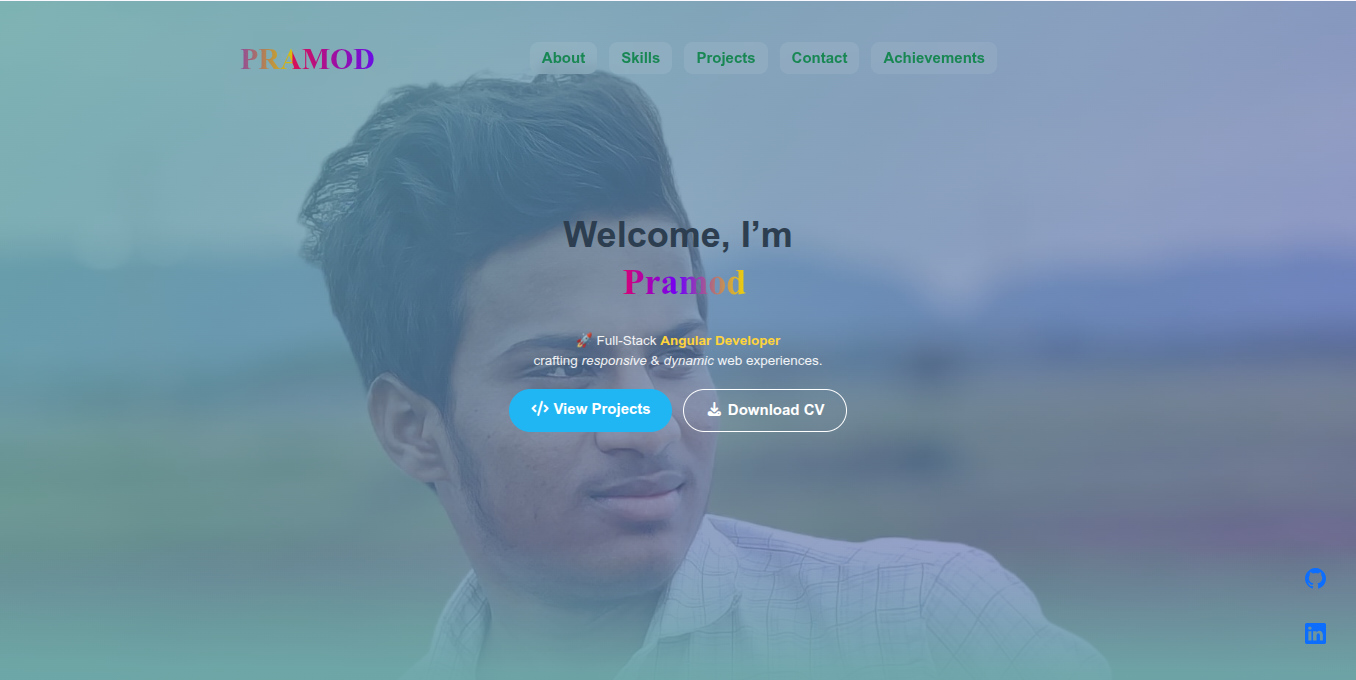 PRAMOD
About Skills Projects Contact Achievements
Welcome, I’m
Pramod
🚀 Full-Stack Angular Developer
crafting responsive & dynamic web experiences.
</> View Projects Download CV
in